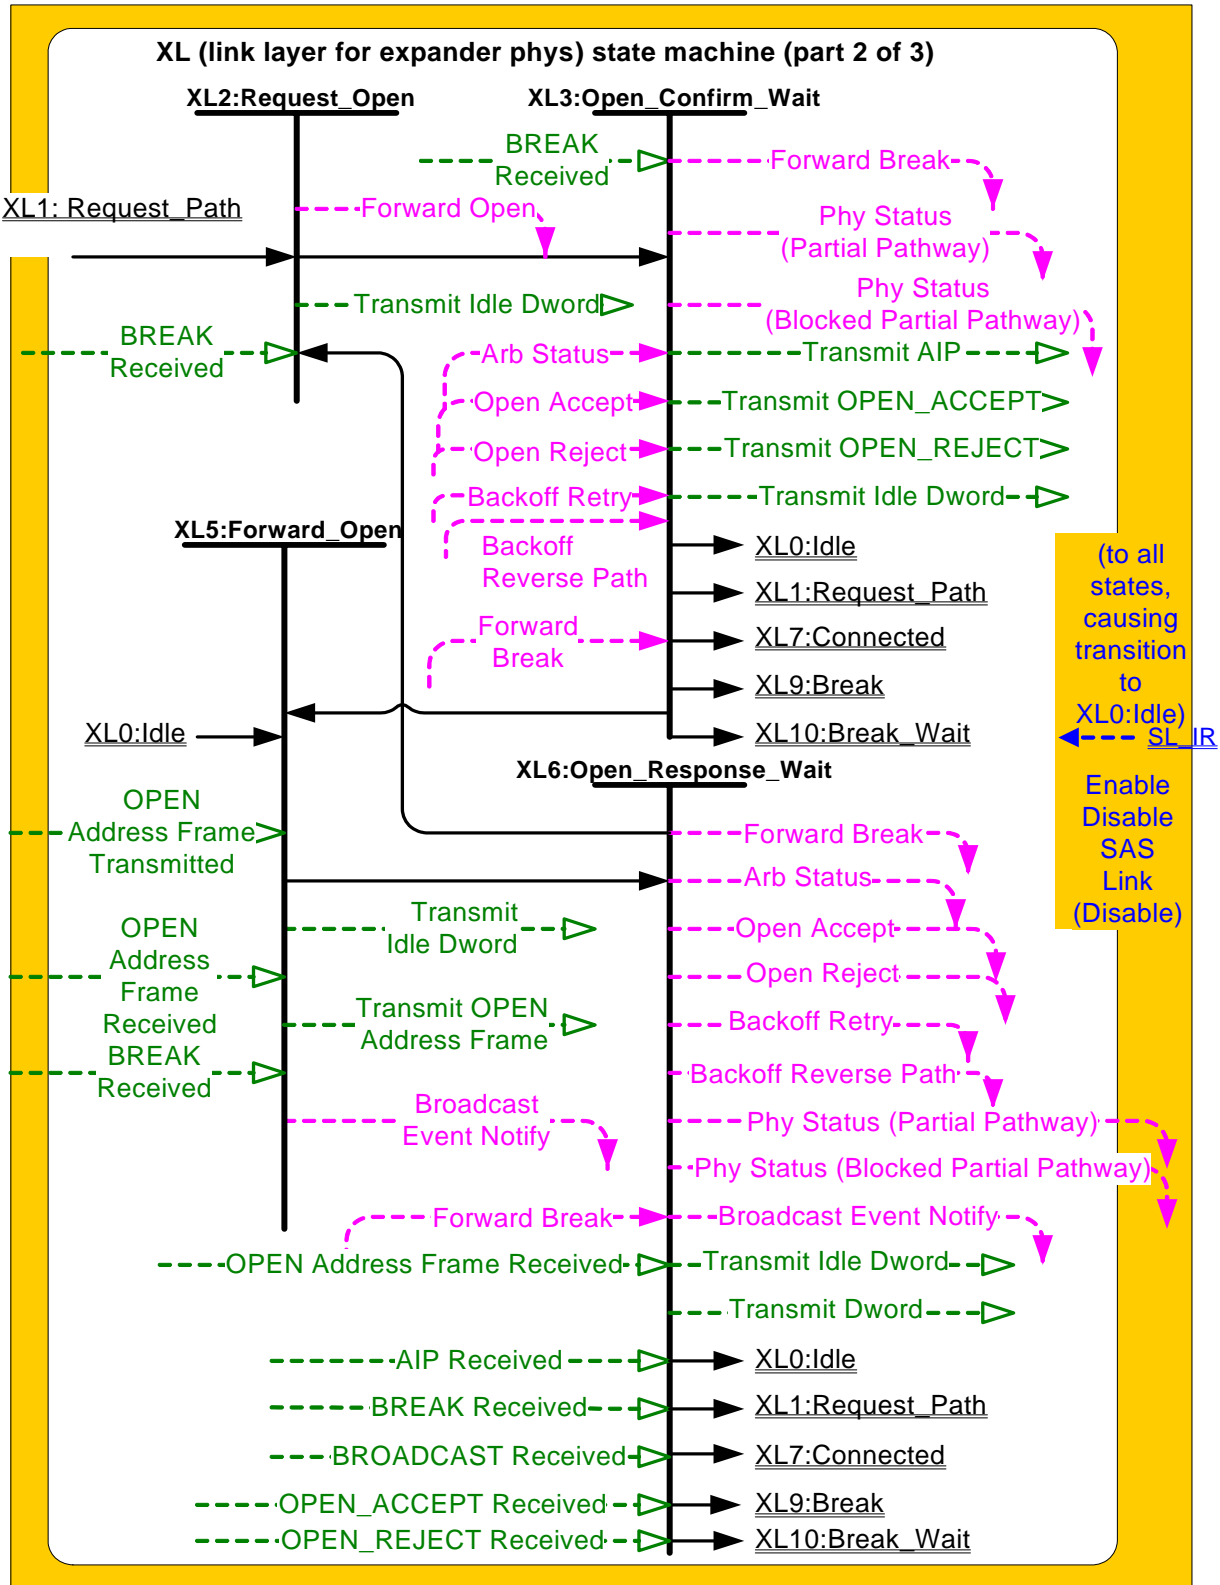 XL (link layer for expander phys) state machine (part 2 of 3)
XL2:Request_Open
XL3:Open_Confirm_Wait
BREAK
Received
Forward Break
XL1: Request_Path
Forward Open
Phy Status
(Partial Pathway)
Transmit Idle Dword
Phy Status
(Blocked Partial Pathway)
BREAK
Received
Arb Status
Transmit AIP
Open Accept
Transmit OPEN_ACCEPT
Open Reject
Transmit OPEN_REJECT
Backoff Retry
Transmit Idle Dword
XL5:Forward_Open
Backoff
Reverse Path
XL0:Idle
XL1:Request_Path
Forward
Break
XL7:Connected
XL9:Break
XL0:Idle
XL10:Break_Wait
(to all
states,
causing
transition
to
XL0:Idle)
SL_IR
Enable
Disable
SAS
Link
(Disable)
XL6:Open_Response_Wait
OPEN
Address Frame
Transmitted
Forward Break
Arb Status
Transmit
Idle Dword
Open Accept
OPEN
Address
Frame
Received
Open Reject
Transmit OPEN
Address Frame
Backoff Retry
BREAK
Received
Backoff Reverse Path
Broadcast
Event Notify
Phy Status (Partial Pathway)
Phy Status (Blocked Partial Pathway)
Forward Break
Broadcast Event Notify
OPEN Address Frame Received
Transmit Idle Dword
Transmit Dword
AIP Received
XL0:Idle
BREAK Received
XL1:Request_Path
BROADCAST Received
XL7:Connected
OPEN_ACCEPT Received
XL9:Break
OPEN_REJECT Received
XL10:Break_Wait